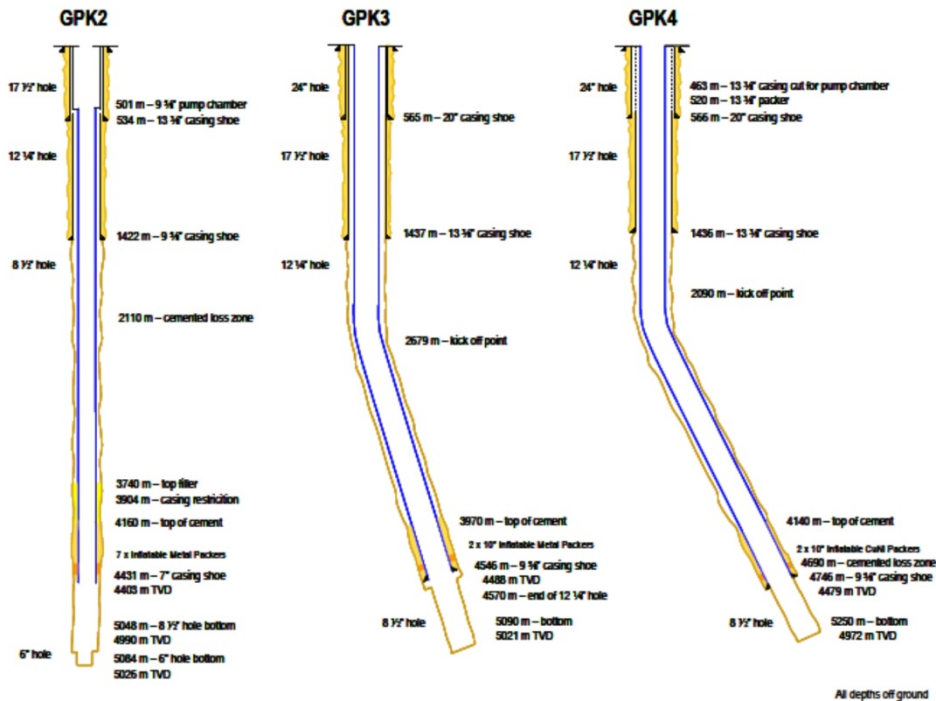 GPK2
17 ½" hole
501 m – 9 ⅝" pump chamber
534 m – 13 ⅜" casing shoe
12 ¼" hole
1422 m – 9 ⅝" casing shoe
8 ½" hole
2110 m – cemented loss zone
3740 m – top filler
3904 m – casing restricition
4160 m – top of cement
7 x Inflatable Metal Packers
4431 m – 7" casing shoe
4403 m TVD
5048 m – 8 ½" hole bottom
4990 m TVD
6" hole
5084 m – 6" hole bottom
5026 m TVD
GPK3
24" hole
565 m – 20" casing shoe
17 ½" hole
1437 m – 13 ⅜" casing shoe
12 ¼" hole
2679 m – kick off point
3970 m – top of cement
2 x 10" Inflatable Metal Packers
4546 m – 9 ⅝" casing shoe
4488 m TVD
4570 m – end of 12 ¼" hole
8 ½" hole
5090 m – bottom
5021 m TVD
GPK4
24" hole
463 m – 13 ⅜" casing cut for pump chamber
520 m – 13 ⅜" packer
566 m – 20" casing shoe
17 ½" hole
1436 m – 13 ⅜" casing shoe
12 ¼" hole
2090 m – kick off point
4140 m – top of cement
2 x 10" Inflatable CuNi Packers
4690 m – cemented loss zone
4746 m – 9 ⅝" casing shoe
4479 m TVD
8 ½" hole
5250 m – bottom
4972 m TVD
All depths off ground